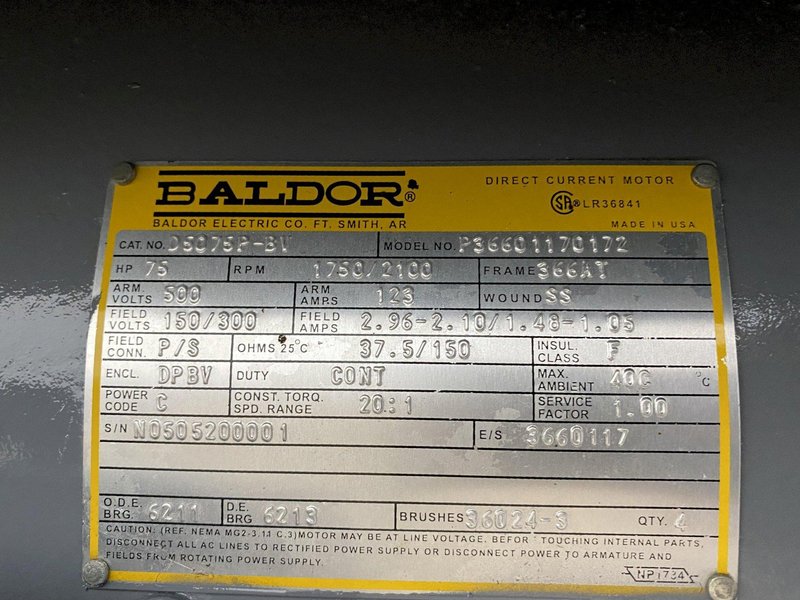 BALDOR®
DIRECT CURRENT MOTOR
SA ® LR36841
BALDOR ELECTRIC CO. FT. SMITH, AR
MADE IN USA
CAT. NO. D5075P-BV MODEL NO. P36601170172
HP 75 RPM 1750/2100 FRAME 366AT
ARM. VOLTS 500 ARM AMPS 123 WOUND SS
FIELD VOLTS 150/300 FIELD AMPS 2.96-2.10/1.48-1.05
FIELD CONN. P/S OHMS 25°C 37.5/150 INSUL. CLASS F
ENCL. DPBV DUTY CONT MAX. AMBIENT 40C °C
POWER CODE C CONST. TORQ. SPD. RANGE 20:1 SERVICE FACTOR 1.00
S/N N0505200001 E/S 3660117
O.D.E. BRG. 6211 D.E. BRG 6213 BRUSHES 36024-S QTY. 4
CAUTION: (REF. NEMA MG2-3.11 C.3) MOTOR MAY BE AT LINE VOLTAGE. BEFOR TOUCHING INTERNAL PARTS,
DISCONNECT ALL AC LINES TO RECTIFIED POWER SUPPLY OR DISCONNECT POWER TO ARMATURE AND
FIELDS FROM ROTATING POWER SUPPLY.
NP1734